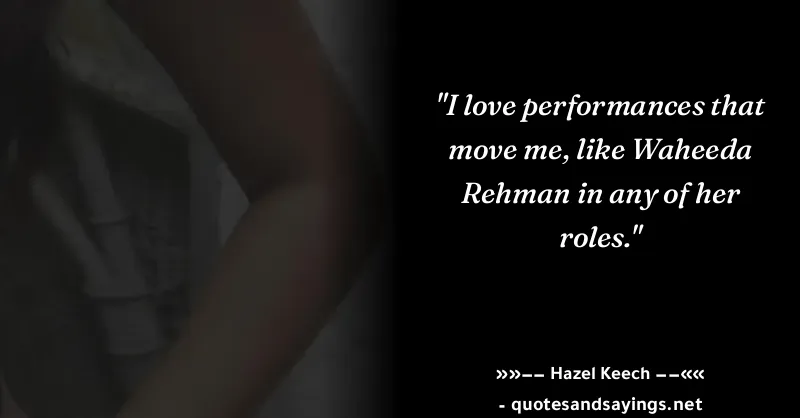 "I love performances that
move me, like Waheeda
Rehman in any of her
roles."
»»−− Hazel Keech −−««
- quotesandsayings.net